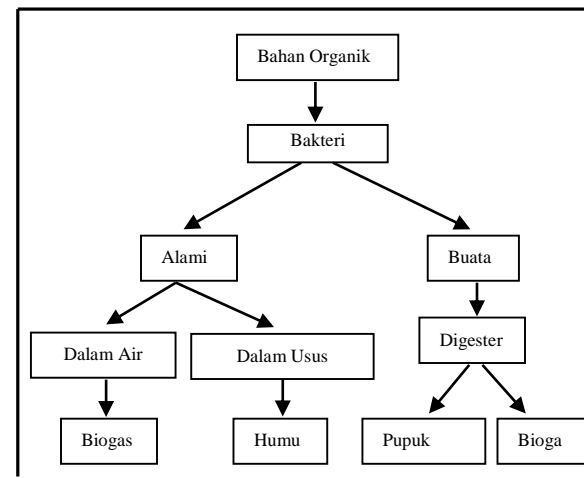 Bahan Organik
Bakteri
Alami
Buata
Dalam Air
Dalam Usus
Digester
Biogas
Humu
Pupuk
Bioga